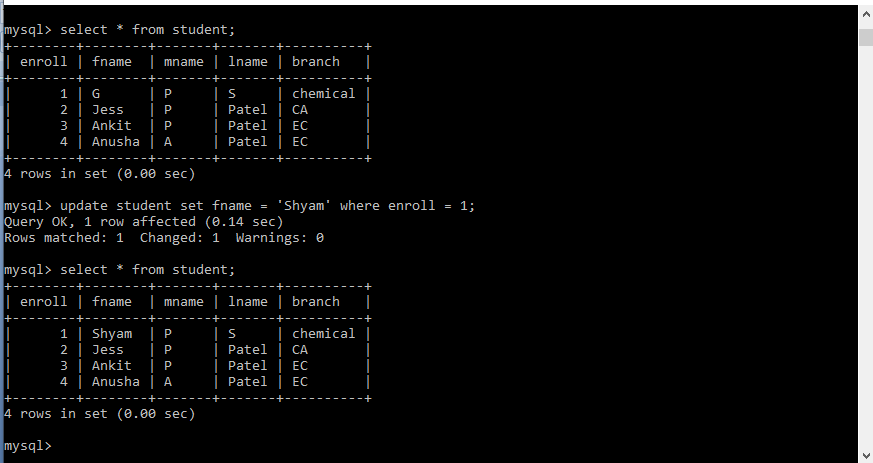 mysql> select * from student;
+--------+--------+-------+-------+----------+
| enroll | fname  | mname | lname | branch   |
+--------+--------+-------+-------+----------+
|      1 | G      | P     | S     | chemical |
|      2 | Jess   | P     | Patel | CA       |
|      3 | Ankit  | P     | Patel | EC       |
|      4 | Anusha | A     | Patel | EC       |
+--------+--------+-------+-------+----------+
4 rows in set (0.00 sec)
mysql> update student set fname = 'Shyam' where enroll = 1;
Query OK, 1 row affected (0.14 sec)
Rows matched: 1  Changed: 1  Warnings: 0
mysql> select * from student;
+--------+--------+-------+-------+----------+
| enroll | fname  | mname | lname | branch   |
+--------+--------+-------+-------+----------+
|      1 | Shyam  | P     | S     | chemical |
|      2 | Jess   | P     | Patel | CA       |
|      3 | Ankit  | P     | Patel | EC       |
|      4 | Anusha | A     | Patel | EC       |
+--------+--------+-------+-------+----------+
4 rows in set (0.00 sec)
mysql>